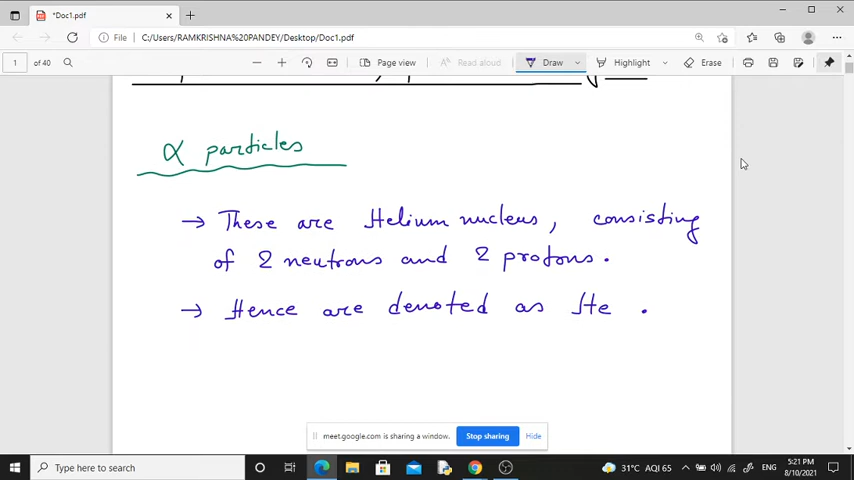 *Doc1.pdf
File
C:/Users/RAMKRISHNA%20PANDEY/Desktop/Doc1.pdf
1 of 40
Page view
Read aloud
Draw
Highlight
Erase
α particles
→ These are Helium nucleus, consisting
of 2 neutrons and 2 protons.
→ Hence are denoted as He .
meet.google.com is sharing a window.
Stop sharing
Hide
Type here to search
31°C AQI 65
ENG
5:21 PM
8/10/2021